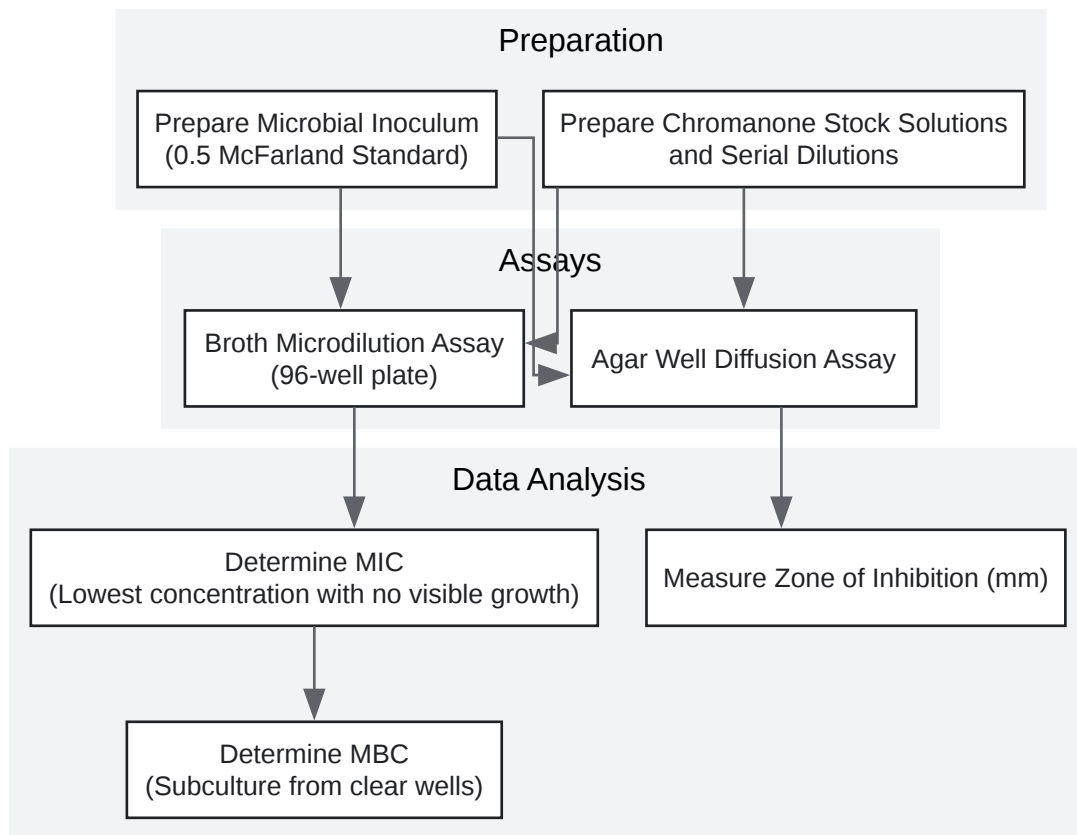 Preparation
Prepare Microbial Inoculum
(0.5 McFarland Standard)
Prepare Chromanone Stock Solutions
and Serial Dilutions
Assays
Broth Microdilution Assay
(96-well plate)
Agar Well Diffusion Assay
Data Analysis
Determine MIC
(Lowest concentration with no visible growth)
Measure Zone of Inhibition (mm)
Determine MBC
(Subculture from clear wells)